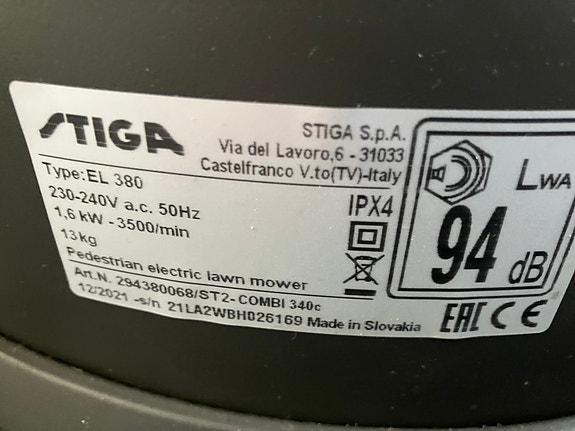 STIGA
STIGA S.p.A.
Via del Lavoro,6 - 31033
Castelfranco V.to(TV)-Italy
Type:EL 380
230-240V a.c. 50Hz
1,6 kW - 3500/min
13kg
Pedestrian electric lawn mower
Art.N. 294380068/ST2- COMBI 340c
12/2021 -s/n 21LA2WBH026169 Made in Slovakia
IPX4
LWA
94 dB
EAC CE